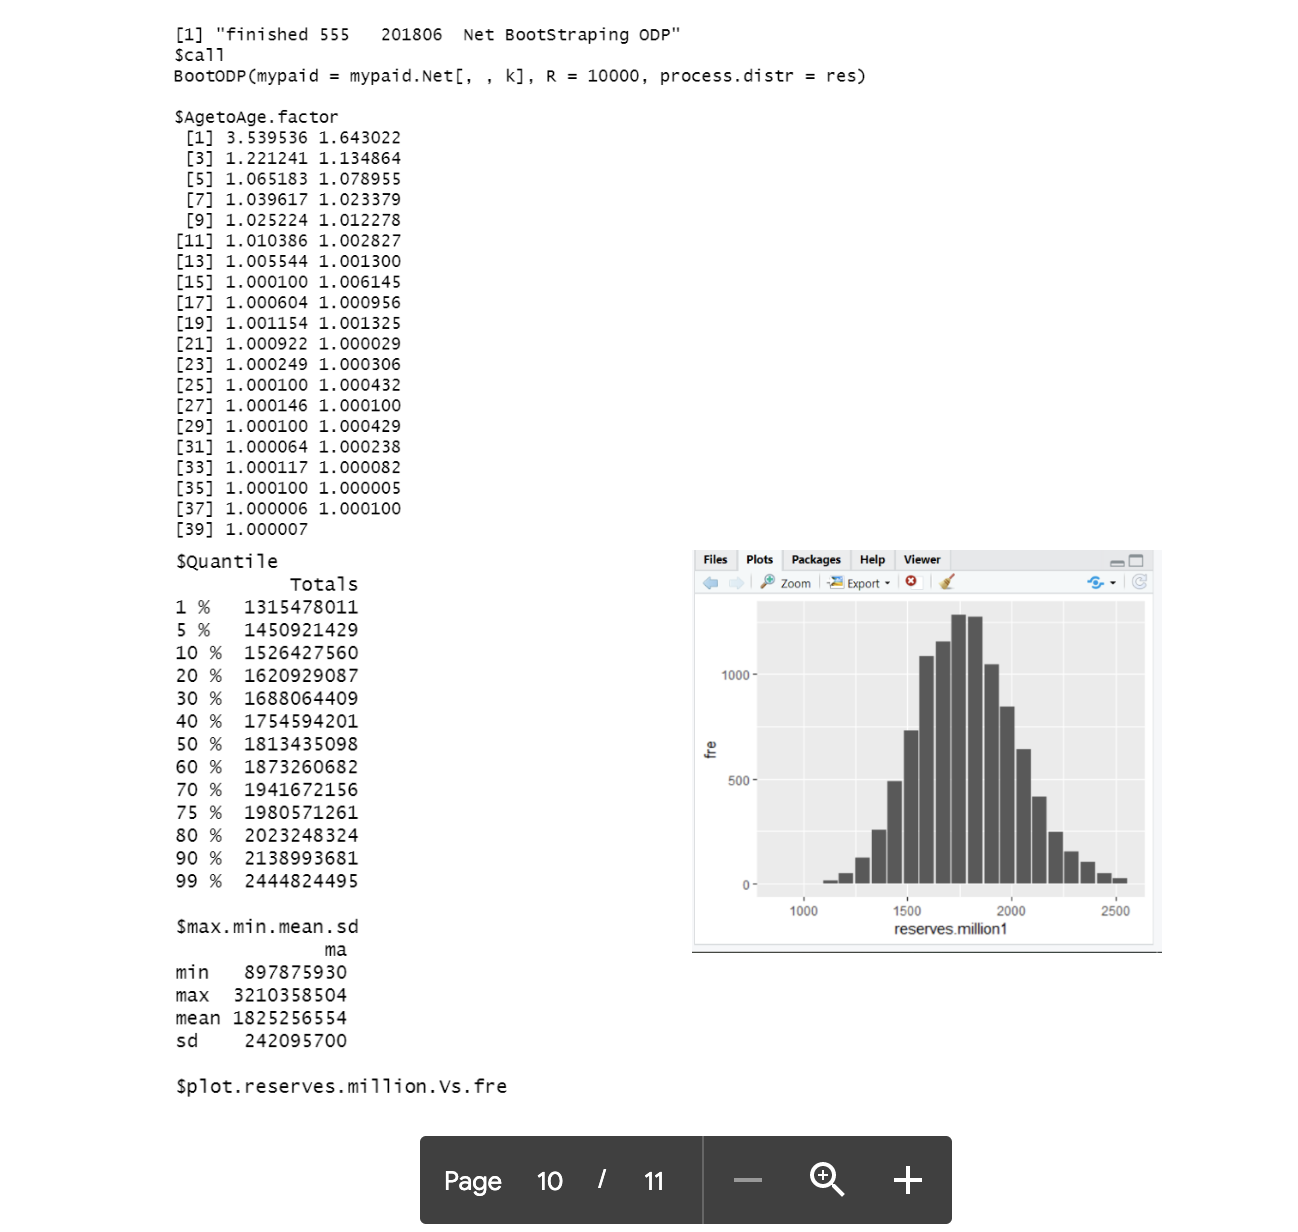 [1] "finished 555   201806  Net BootStraping ODP"
$call
BootODP(mypaid = mypaid.Net[, , k], R = 10000, process.distr = res)
$AgetoAge.factor
[1] 3.539536 1.643022
[3] 1.221241 1.134864
[5] 1.065183 1.078955
[7] 1.039617 1.023379
[9] 1.025224 1.012278
[11] 1.010386 1.002827
[13] 1.005544 1.001300
[15] 1.000100 1.006145
[17] 1.000604 1.000956
[19] 1.001154 1.001325
[21] 1.000922 1.000029
[23] 1.000249 1.000306
[25] 1.000100 1.000432
[27] 1.000146 1.000100
[29] 1.000100 1.000429
[31] 1.000064 1.000238
[33] 1.000117 1.000082
[35] 1.000100 1.000005
[37] 1.000006 1.000100
[39] 1.000007
$Quantile
Totals
1 %   1315478011
5 %   1450921429
10 %  1526427560
20 %  1620929087
30 %  1688064409
40 %  1754594201
50 %  1813435098
60 %  1873260682
70 %  1941672156
75 %  1980571261
80 %  2023248324
90 %  2138993681
99 %  2444824495
$max.min.mean.sd
ma
min   897875930
max  3210358504
mean 1825256554
sd    242095700
$plot.reserves.million.Vs.fre
Files Plots Packages Help Viewer
Zoom Export
1000
500
0
fre
1000 1500 2000 2500
reserves.million1
Page 10 / 11